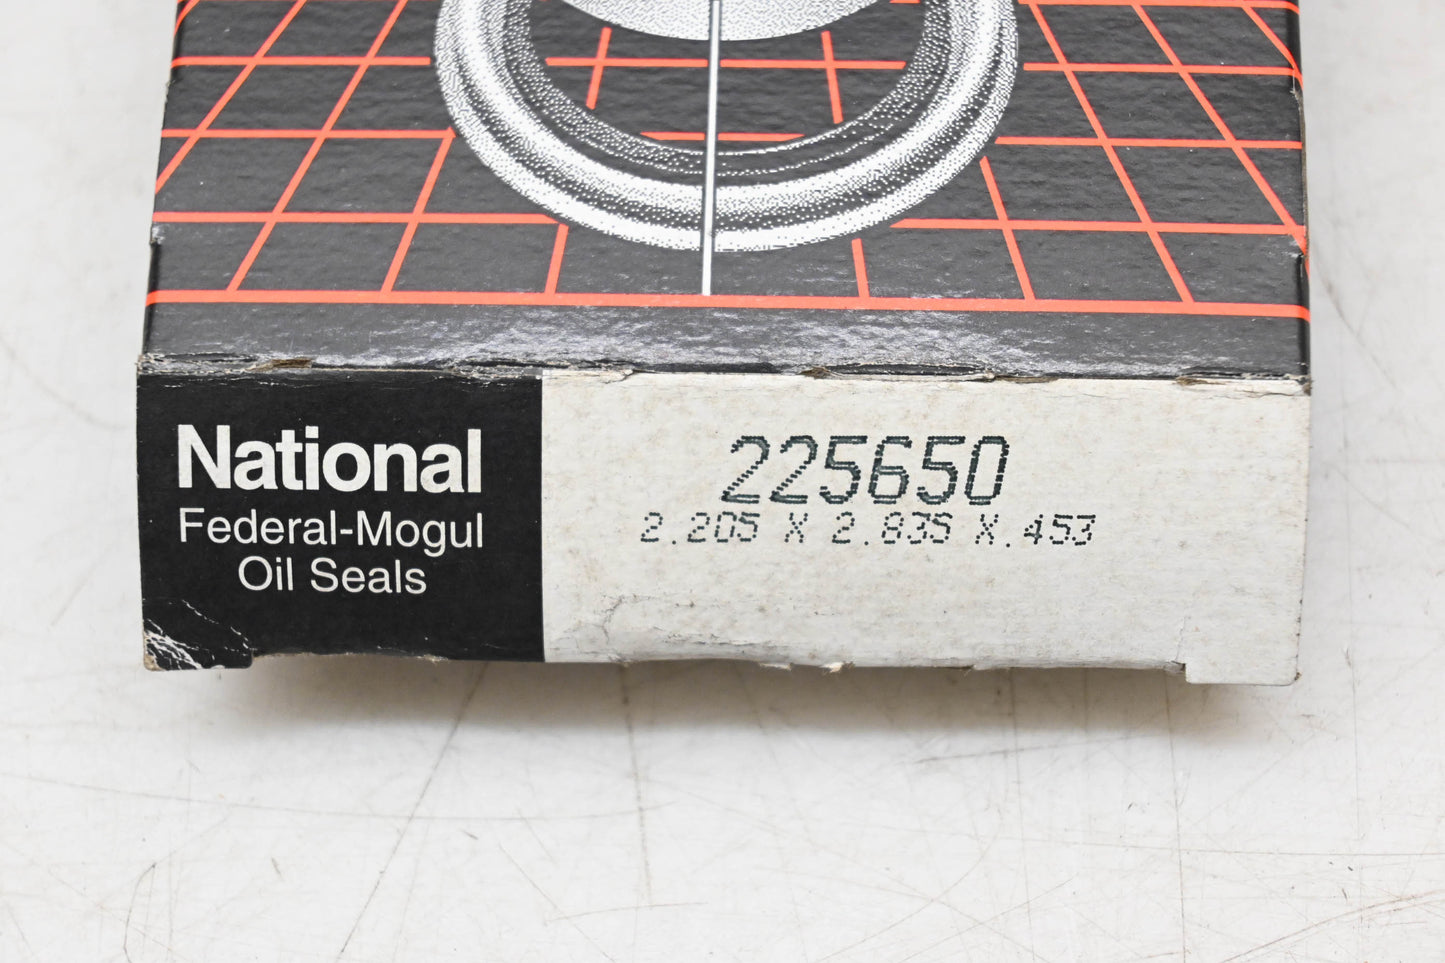 National
Federal-Mogul
Oil Seals
225650
2.205 X 2.835 X .453